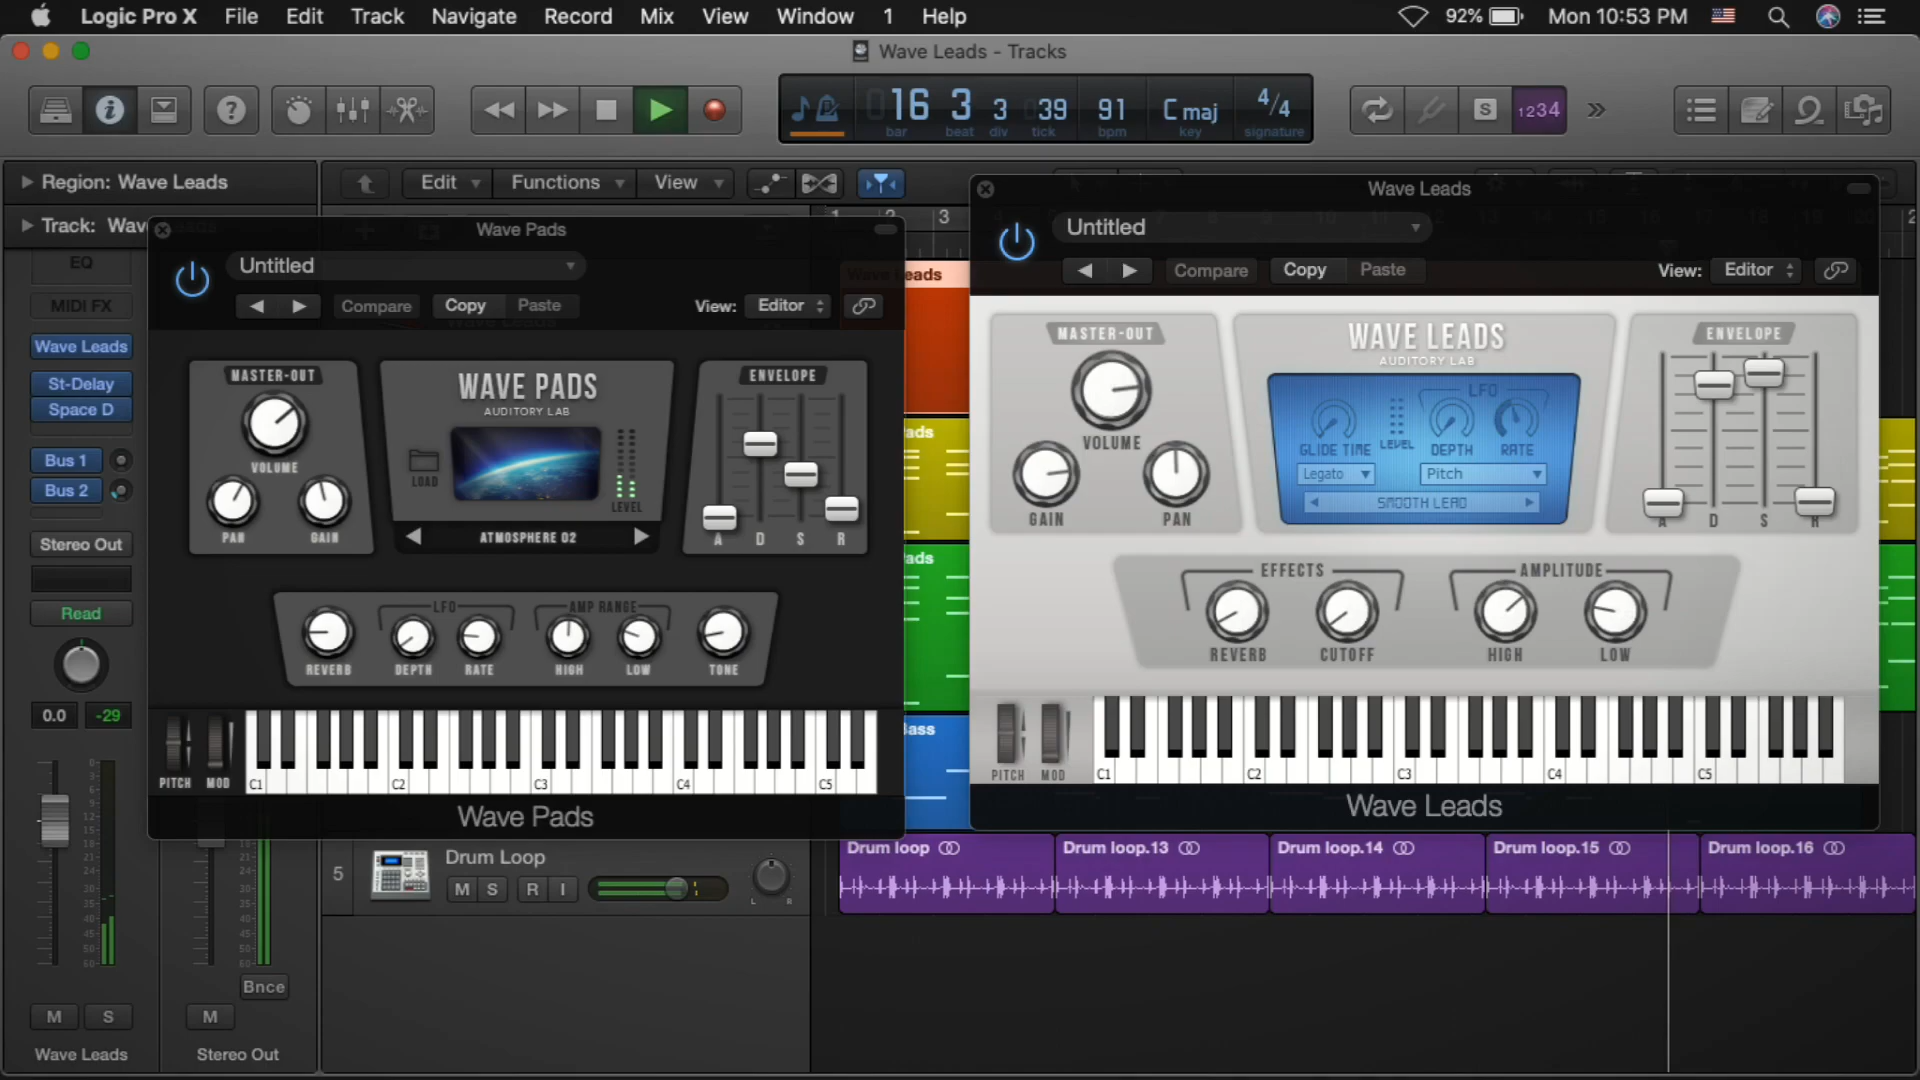 Logic Pro X File Edit Track Navigate Record Mix View Window 1 Help 92% Mon 10:53 PM
Wave Leads - Tracks
16 3 3 39 91 C maj 4/4
bar beat div tick bpm key signature
S 1234
Region: Wave Leads
Edit Functions View
Track: Wave Leads
1 2 3
EQ
MIDI FX
Wave Leads
St-Delay
Space D
Bus 1
Bus 2
Stereo Out
Read
0.0 -29
Bnce
M S M
Wave Leads Stereo Out
Wave Pads
Untitled
Compare Copy Paste View: Editor
MASTER-OUT
VOLUME
PAN GAIN
WAVE PADS
AUDITORY LAB
LOAD
LEVEL
ATMOSPHERE 02
ENVELOPE
A D S R
LFO AMP RANGE
REVERB DEPTH RATE HIGH LOW TONE
PITCH MOD
C1 C2 C3 C4 C5
Wave Pads
Wave Leads
Wave Leads
Untitled
Compare Copy Paste View: Editor
MASTER-OUT
VOLUME
GAIN PAN
WAVE LEADS
AUDITORY LAB
LFO
GLIDE TIME LEVEL DEPTH RATE
Legato Pitch
SMOOTH LEAD
ENVELOPE
A D S R
EFFECTS AMPLITUDE
REVERB CUTOFF HIGH LOW
PITCH MOD
C1 C2 C3 C4 C5
Wave Leads
5 Drum Loop
M S R I
L R
Drum loop Drum loop.13 Drum loop.14 Drum loop.15 Drum loop.16